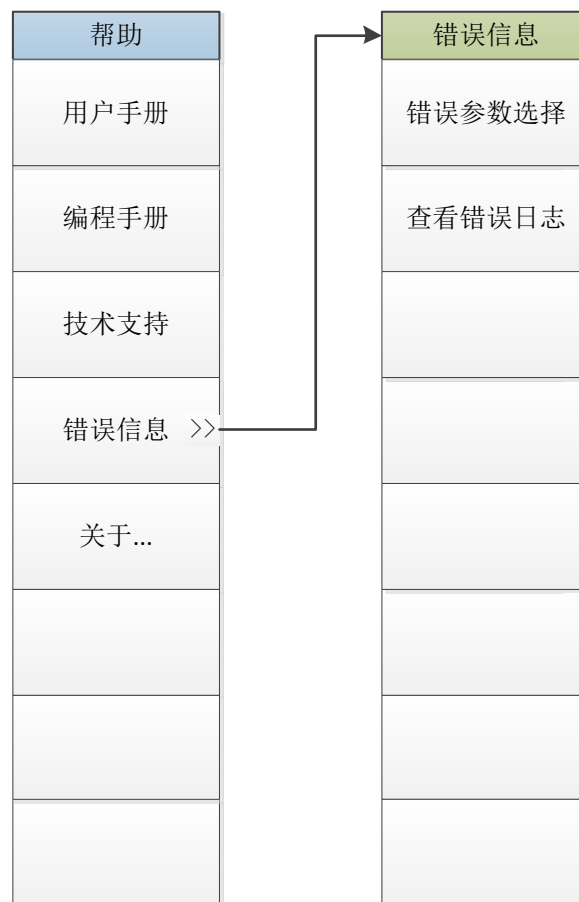 帮助
用户手册
编程手册
技术支持
错误信息 >>
关于...
错误信息
错误参数选择
查看错误日志